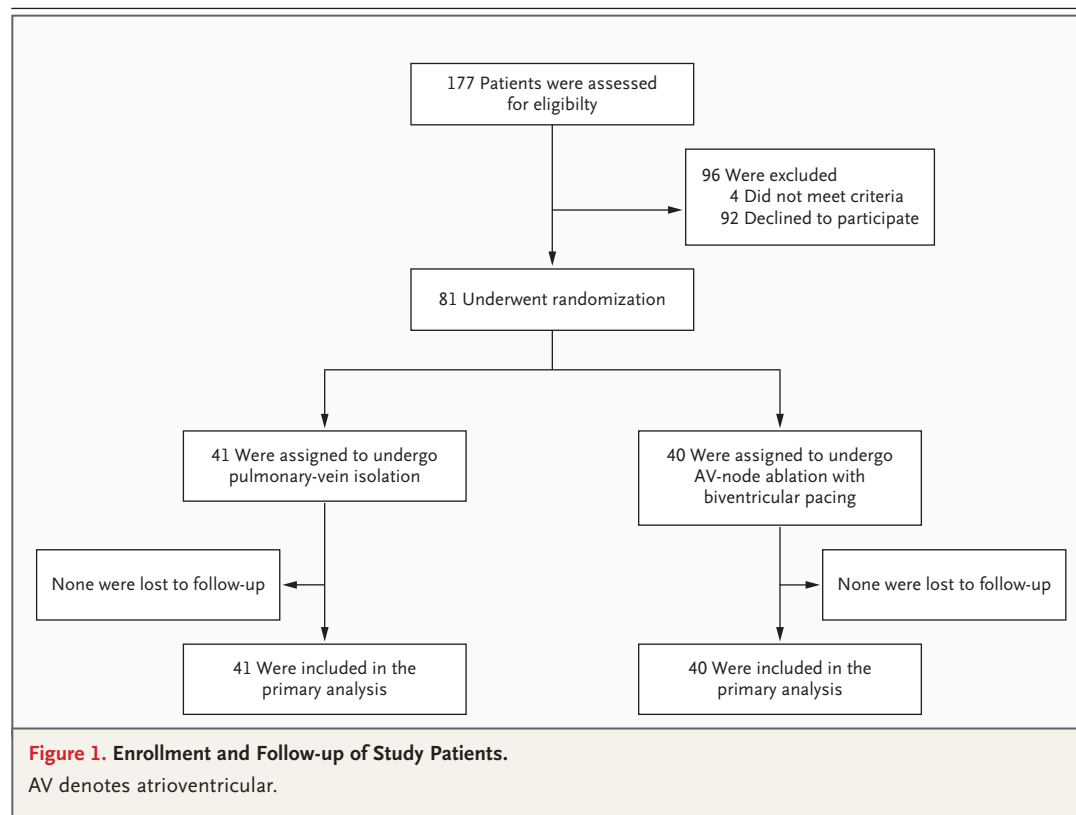 177 Patients were assessed
for eligibilty
96 Were excluded
4 Did not meet criteria
92 Declined to participate
81 Underwent randomization
41 Were assigned to undergo
pulmonary-vein isolation
40 Were assigned to undergo
AV-node ablation with
biventricular pacing
None were lost to follow-up
None were lost to follow-up
41 Were included in the
primary analysis
40 Were included in the
primary analysis
Figure 1. Enrollment and Follow-up of Study Patients.
AV denotes atrioventricular.